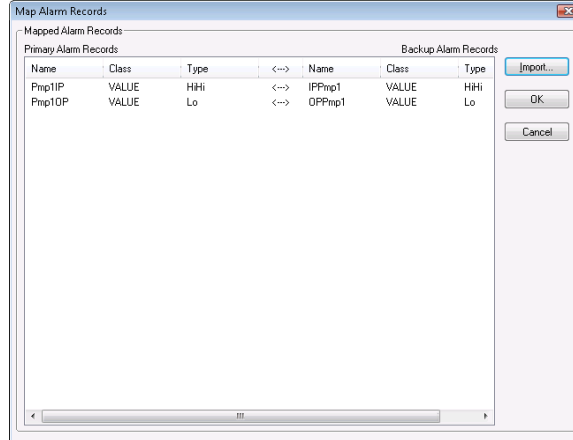 Map Alarm Records
Mapped Alarm Records
Primary Alarm Records Backup Alarm Records
Name Class Type <---> Name Class Type
Pmp1IP VALUE HiHi <---> IPPmp1 VALUE HiHi
Pmp1OP VALUE Lo <---> OPPmp1 VALUE Lo
Import...
OK
Cancel